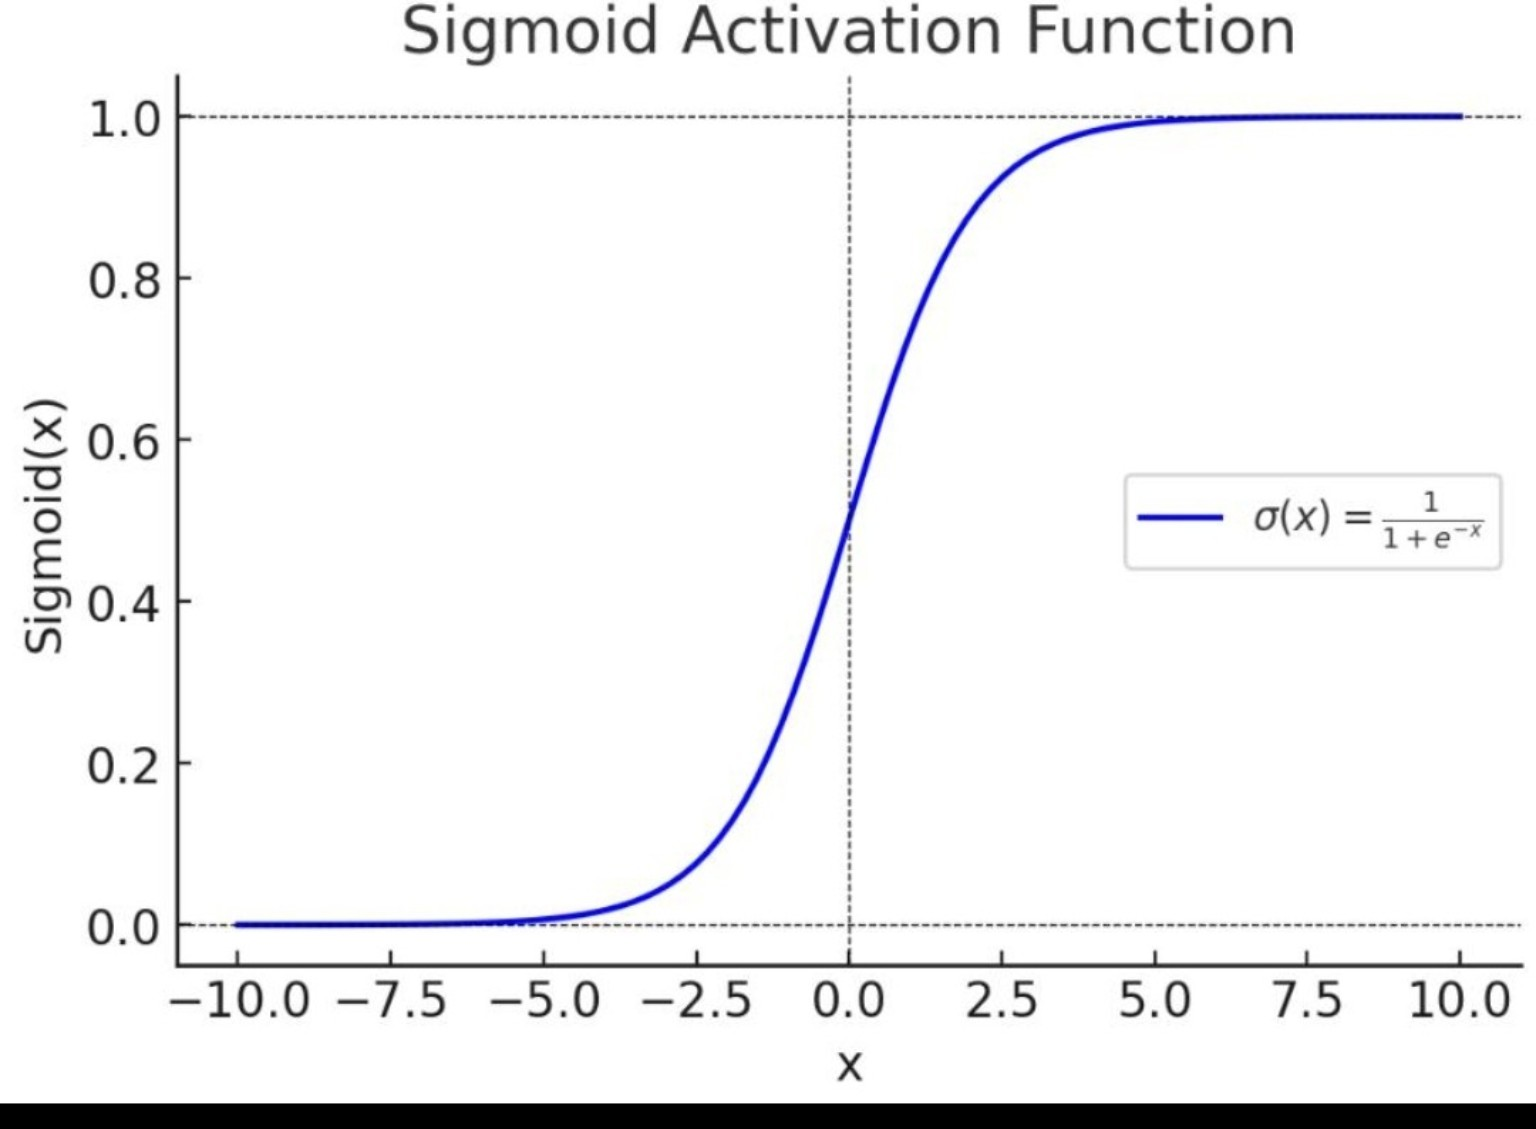 Sigmoid Activation Function
1.0
0.8
0.6
0.4
0.2
0.0
Sigmoid(x)
σ(x) = 1/(1 + e^−x)
−10.0 −7.5 −5.0 −2.5 0.0 2.5 5.0 7.5 10.0
x